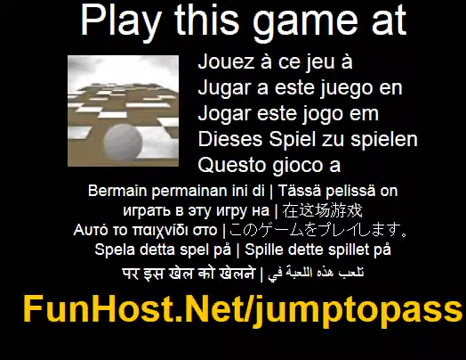 Play this game at
Jouez à ce jeu à
Jugar a este juego en
Jogar este jogo em
Dieses Spiel zu spielen
Questo gioco a
Bermain permainan ini di | Tässä pelissä on
играть в эту игру на | 在这场游戏
Αυτό το παιχνίδι στο | このゲームをプレイします。
Spela detta spel på | Spille dette spillet på
पर इस खेल को खेलने | تلعب هذه اللعبة في
FunHost.Net/jumptopass